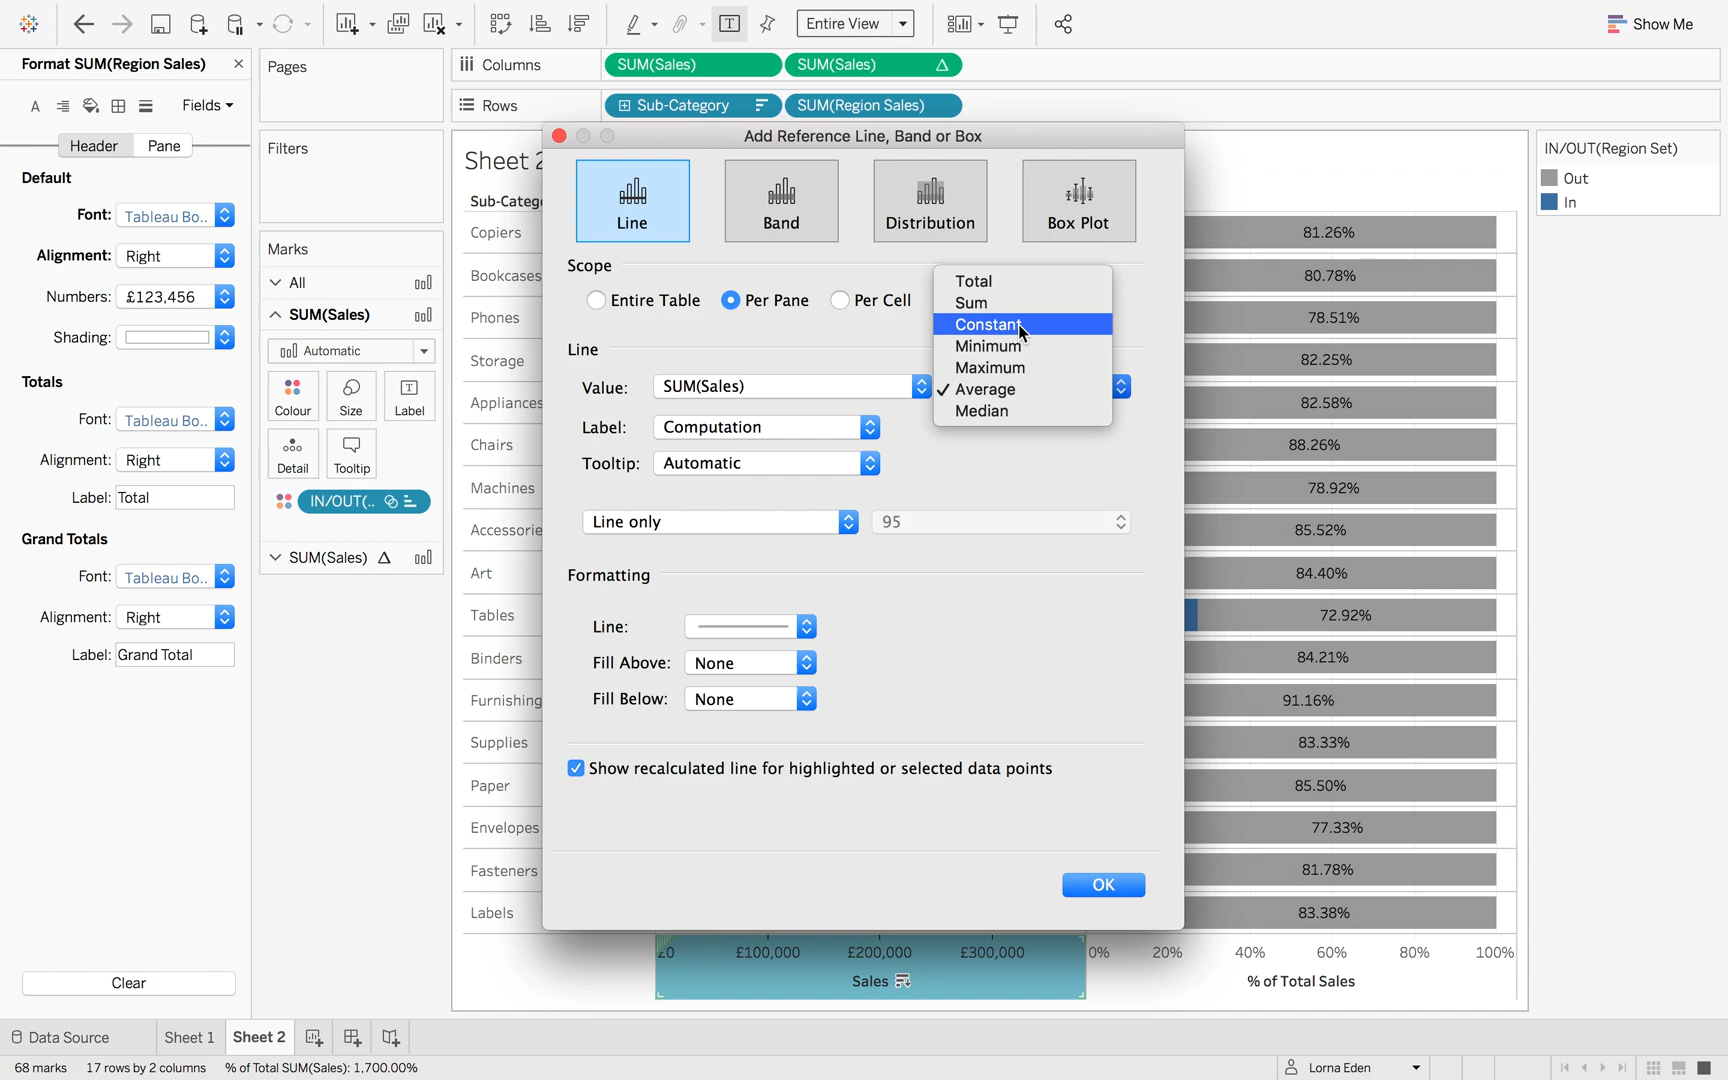 Entire View
Show Me
Format SUM(Region Sales)
Fields
Header
Pane
Default
Font: Tableau Bo..
Alignment: Right
Numbers: £123,456
Shading:
Totals
Font: Tableau Bo..
Alignment: Right
Label: Total
Grand Totals
Font: Tableau Bo..
Alignment: Right
Label: Grand Total
Clear
Pages
Filters
Marks
All
SUM(Sales)
Automatic
Colour
Size
Label
Detail
Tooltip
IN/OUT(..
SUM(Sales)
Columns
SUM(Sales)
SUM(Sales)
Rows
Sub-Category
SUM(Region Sales)
Sheet 2
Sub-Catego
Copiers
Bookcases
Phones
Storage
Appliances
Chairs
Machines
Accessorie
Art
Tables
Binders
Furnishing
Supplies
Paper
Envelopes
Fasteners
Labels
Add Reference Line, Band or Box
Line
Band
Distribution
Box Plot
Scope
Entire Table
Per Pane
Per Cell
Line
Value: SUM(Sales)
Total
Sum
Constant
Minimum
Maximum
Average
Median
Label: Computation
Tooltip: Automatic
Line only
95
Formatting
Line:
Fill Above: None
Fill Below: None
Show recalculated line for highlighted or selected data points
OK
81.26%
80.78%
78.51%
82.25%
82.58%
88.26%
78.92%
85.52%
84.40%
72.92%
84.21%
91.16%
83.33%
85.50%
77.33%
81.78%
83.38%
£0 £100,000 £200,000 £300,000
Sales
0% 20% 40% 60% 80% 100%
% of Total Sales
IN/OUT(Region Set)
Out
In
Data Source
Sheet 1
Sheet 2
68 marks
17 rows by 2 columns
% of Total SUM(Sales): 1,700.00%
Lorna Eden